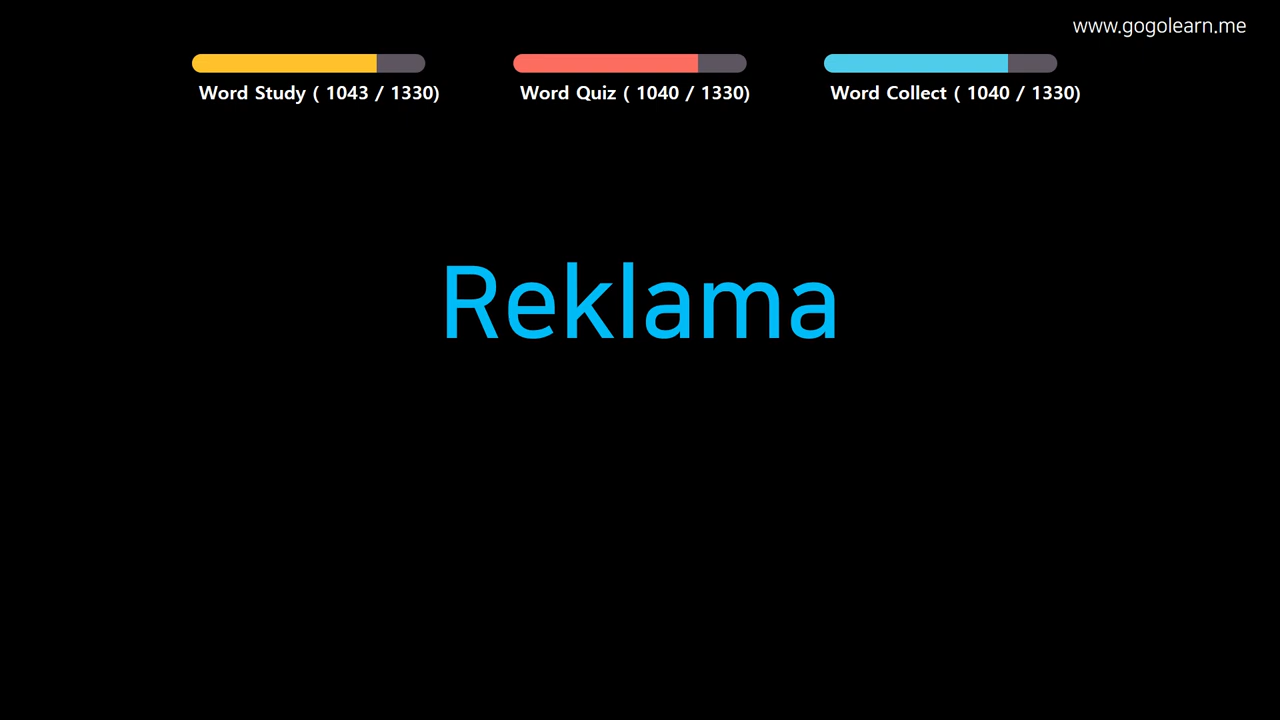 www.gogolearn.me
Word Study ( 1043 / 1330)
Word Quiz ( 1040 / 1330)
Word Collect ( 1040 / 1330)
Reklama